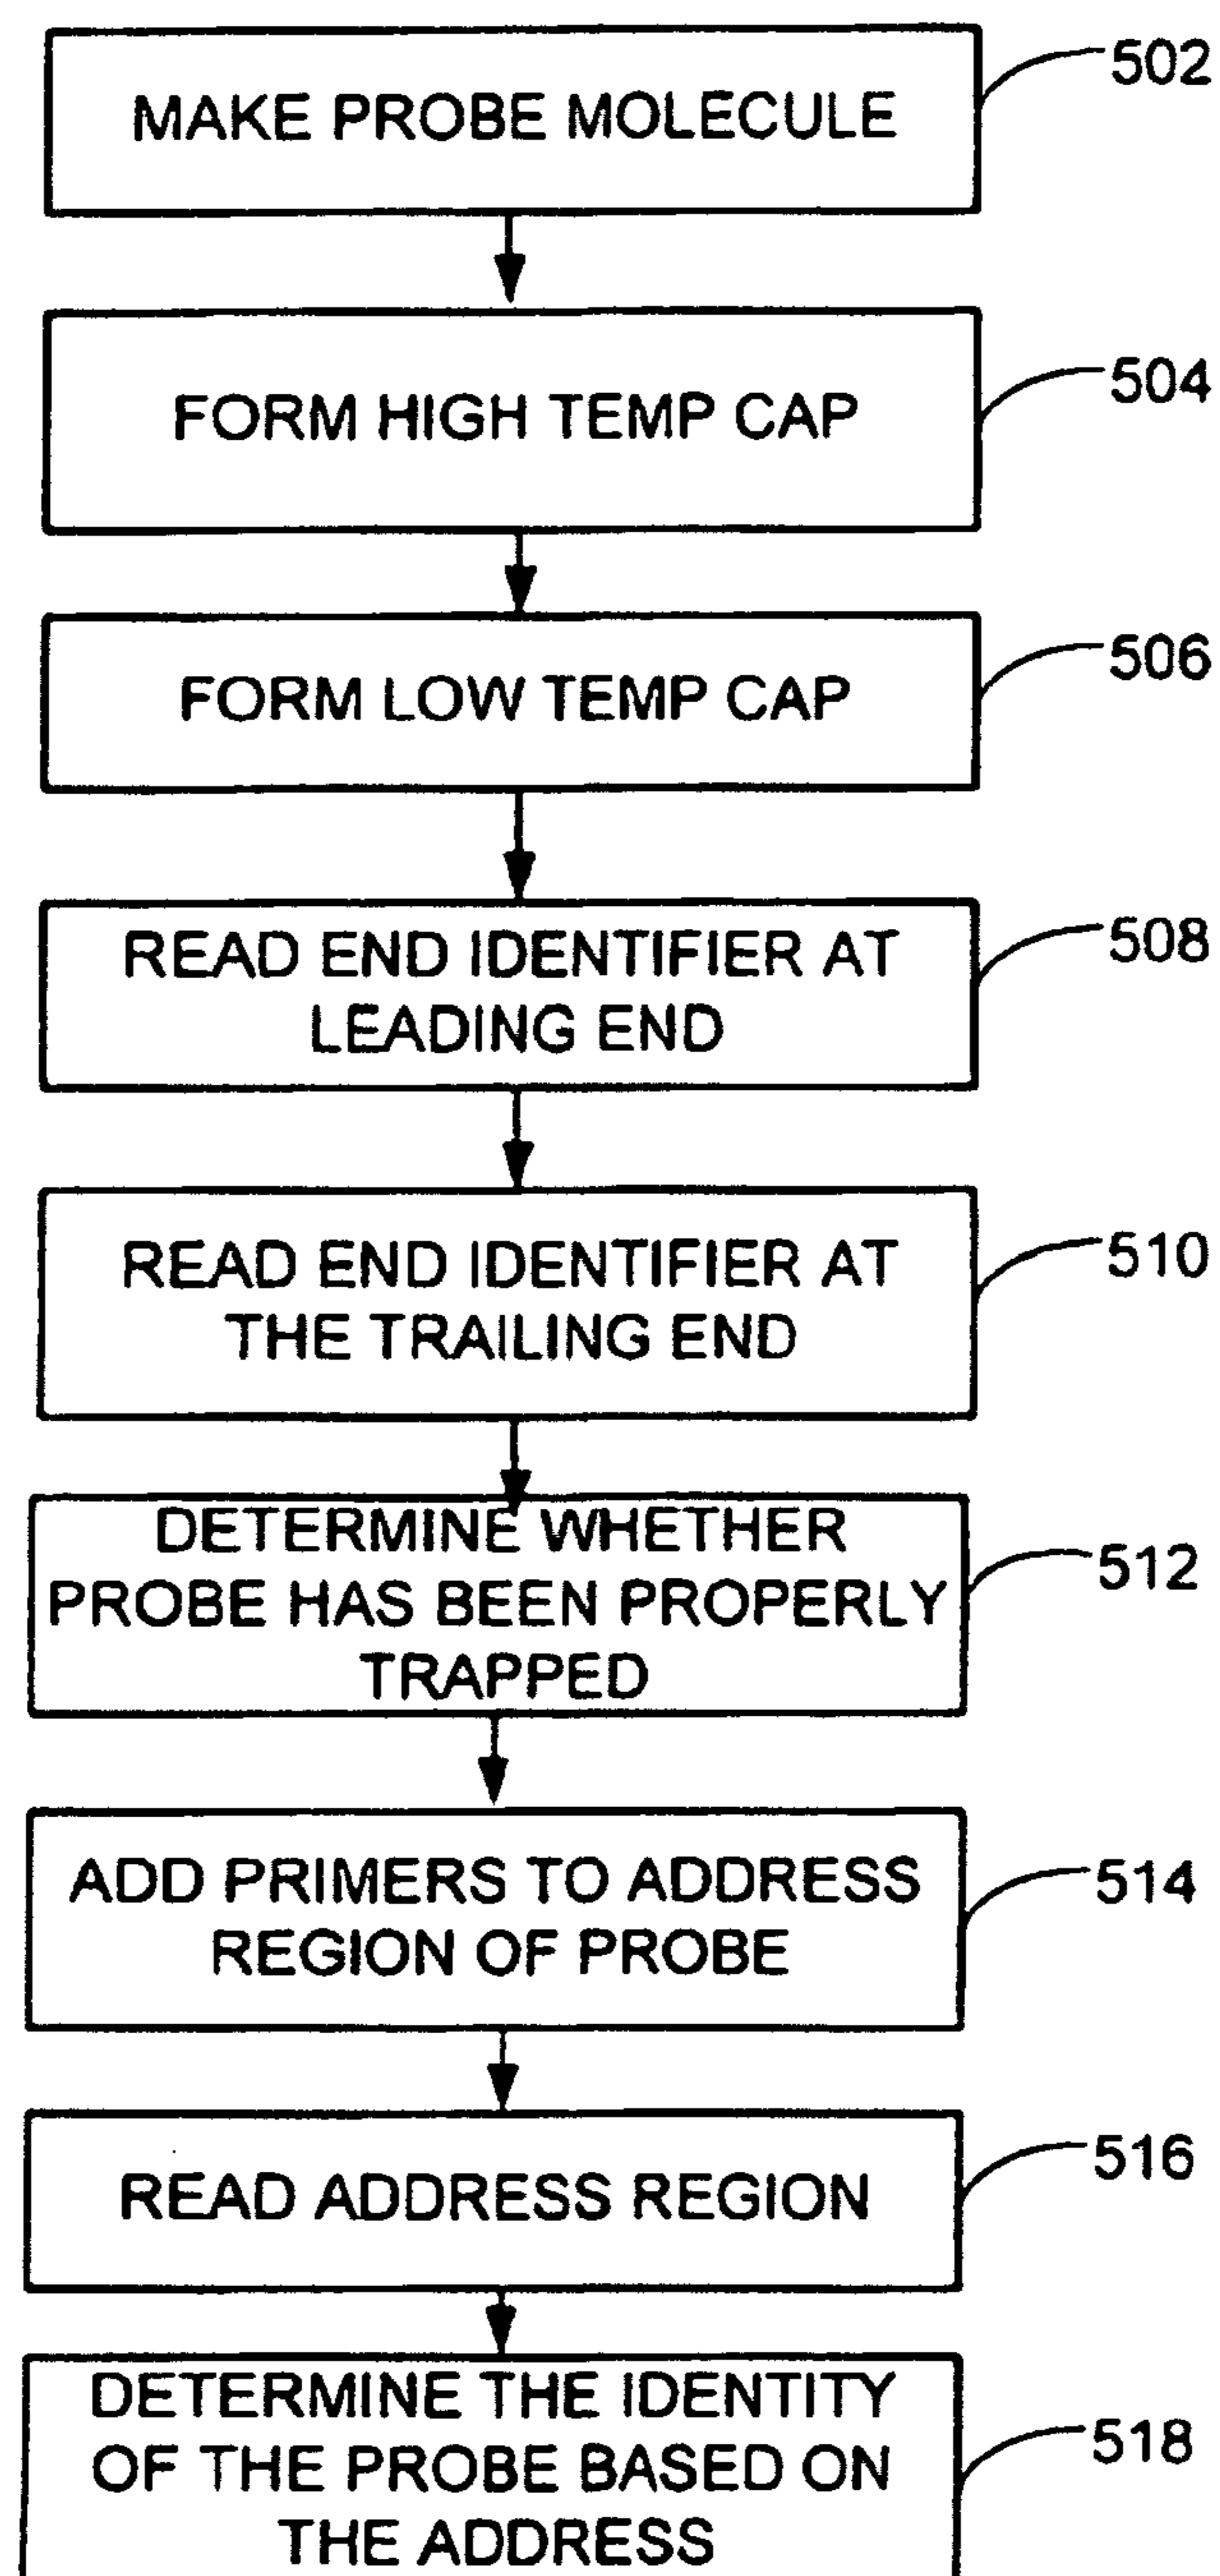 MAKE PROBE MOLECULE
502
FORM HIGH TEMP CAP
504
FORM LOW TEMP CAP
506
READ END IDENTIFIER AT
LEADING END
508
READ END IDENTIFIER AT
THE TRAILING END
510
DETERMINE WHETHER
PROBE HAS BEEN PROPERLY
TRAPPED
512
ADD PRIMERS TO ADDRESS
REGION OF PROBE
514
READ ADDRESS REGION
516
DETERMINE THE IDENTITY
OF THE PROBE BASED ON
THE ADDRESS
518